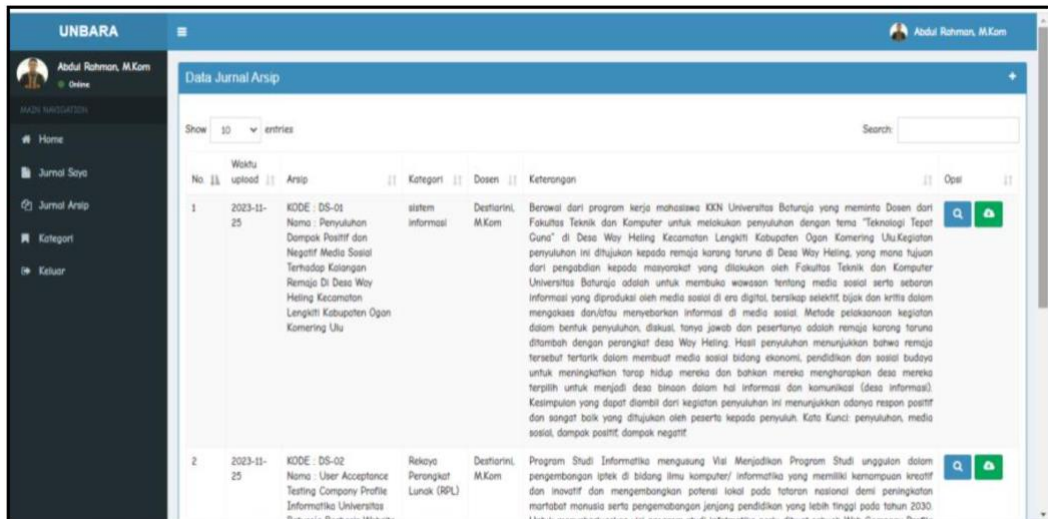 UNBARA
Abdul Rahman, M.Kom
Abdul Rahman, M.Kom
Online
MAIN NAVIGATION
Home
Jurnal Saya
Jurnal Arsip
Kategori
Keluar
Data Jurnal Arsip
Show 10 entries
Search:
No. Waktu upload Arsip Kategori Dosen Keterangan Opsi
1
2023-11-
25
KODE : DS-01
Nama : Penyuluhan
Dampak Positif dan
Negatif Media Sosial
Terhadap Kalangan
Remaja Di Desa Way
Heling Kecamatan
Lengkiti Kabupaten Ogan
Komering Ulu
sistem
informasi
Destiarini,
M.Kom
Berawal dari program kerja mahasiswa KKN Universitas Baturaja yang meminta Dosen dari
Fakultas Teknik dan Komputer untuk melakukan penyuluhan dengan tema "Teknologi Tepat
Guna" di Desa Way Heling Kecamatan Lengkiti Kabupaten Ogan Komering Ulu.Kegiatan
penyuluhan ini ditujukan kepada remaja karang taruna di Desa Way Heling, yang mana tujuan
dari pengabdian kepada masyarakat yang dilakukan oleh Fakultas Teknik dan Komputer
Universitas Baturaja adalah untuk membuka wawasan tentang media sosial serta sebaran
informasi yang diproduksi oleh media sosial di era digital, bersikap selektif, bijak dan kritis dalam
mengakses dan/atau menyebarkan informasi di media sosial. Metode pelaksanaan kegiatan
dalam bentuk penyuluhan, diskusi, tanya jawab dan pesertanya adalah remaja karang taruna
ditambah dengan perangkat desa Way Heling. Hasil penyuluhan menunjukkan bahwa remaja
tersebut tertarik dalam membuat media sosial bidang ekonomi, pendidikan dan sosial budaya
untuk meningkatkan tarap hidup mereka dan bahkan mereka mengharapkan desa mereka
terpilih untuk menjadi desa binaan dalam hal informasi dan komunikasi (desa informasi).
Kesimpulan yang dapat diambil dari kegiatan penyuluhan ini menunjukkan adanya respon positif
dan sangat baik yang ditujukan oleh peserta kepada penyuluh. Kata Kunci: penyuluhan, media
sosial, dampak positif, dampak negatif.
2
2023-11-
25
KODE : DS-02
Nama : User Acceptance
Testing Company Profile
Informatika Universitas
Rekaya
Perangkat
Lunak (RPL)
Destiarini,
M.Kom
Program Studi Informatika mengusung Visi Menjadikan Program Studi unggulan dalam
pengembangan iptek di bidang ilmu komputer/ informatika yang memiliki kemampuan kreatif
dan inovatif dan mengembangkan potensi lokal pada tataran nasional demi peningkatan
martabat manusia serta pengemabangan jenjang pendidikan yang lebih tinggi pada tahun 2030.